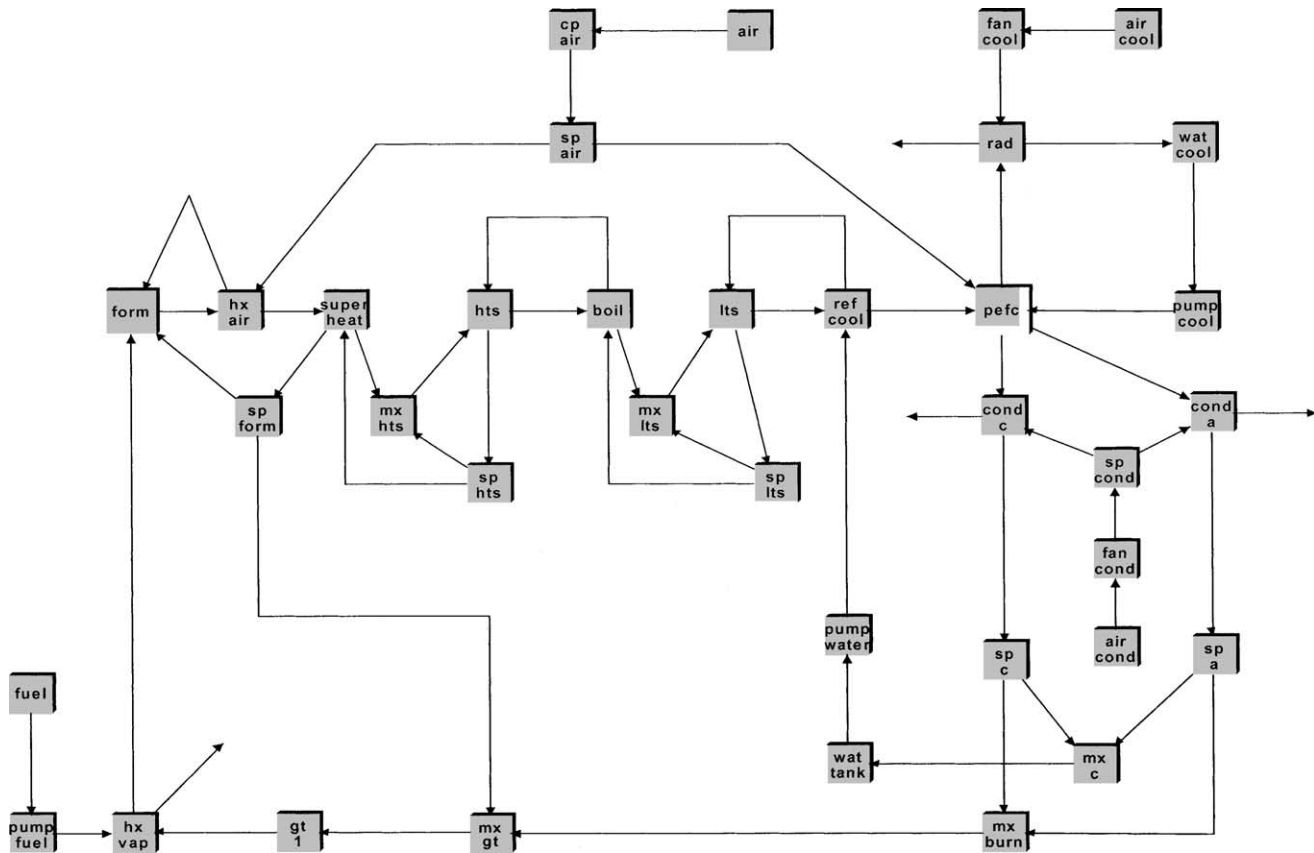 cp
air
air
fan
cool
air
cool
sp
air
rad
wat
cool
form
hx
air
super
heat
hts
boil
lts
ref
cool
pefc
pump
cool
sp
form
mx
hts
mx
lts
cond
c
cond
a
sp
hts
sp
lts
sp
cond
fan
cond
pump
water
air
cond
sp
c
sp
a
fuel
wat
tank
mx
c
pump
fuel
hx
vap
gt
1
mx
gt
mx
burn